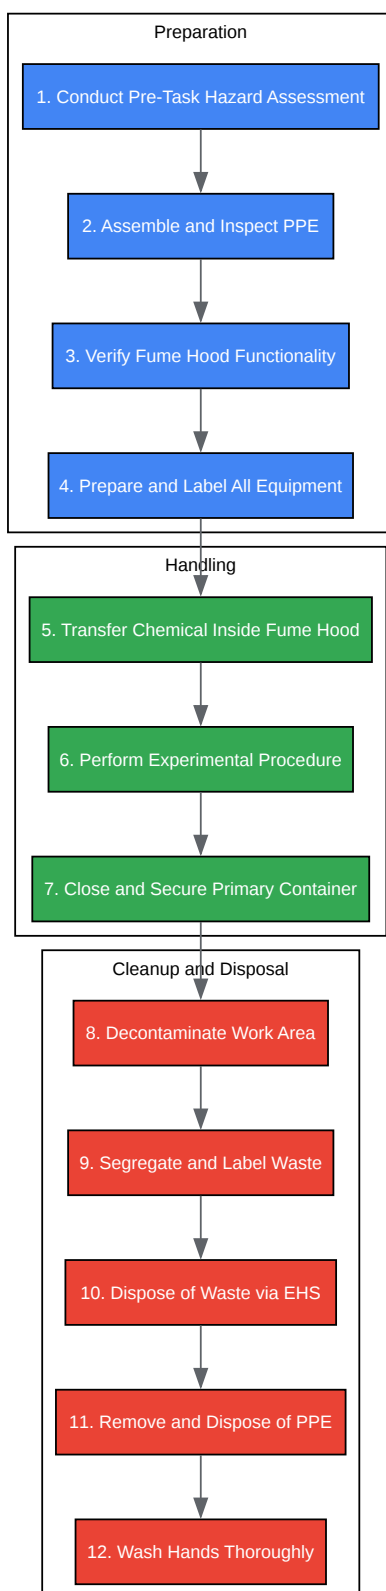 Preparation
1. Conduct Pre-Task Hazard Assessment
2. Assemble and Inspect PPE
3. Verify Fume Hood Functionality
4. Prepare and Label All Equipment
Handling
5. Transfer Chemical Inside Fume Hood
6. Perform Experimental Procedure
7. Close and Secure Primary Container
Cleanup and Disposal
8. Decontaminate Work Area
9. Segregate and Label Waste
10. Dispose of Waste via EHS
11. Remove and Dispose of PPE
12. Wash Hands Thoroughly